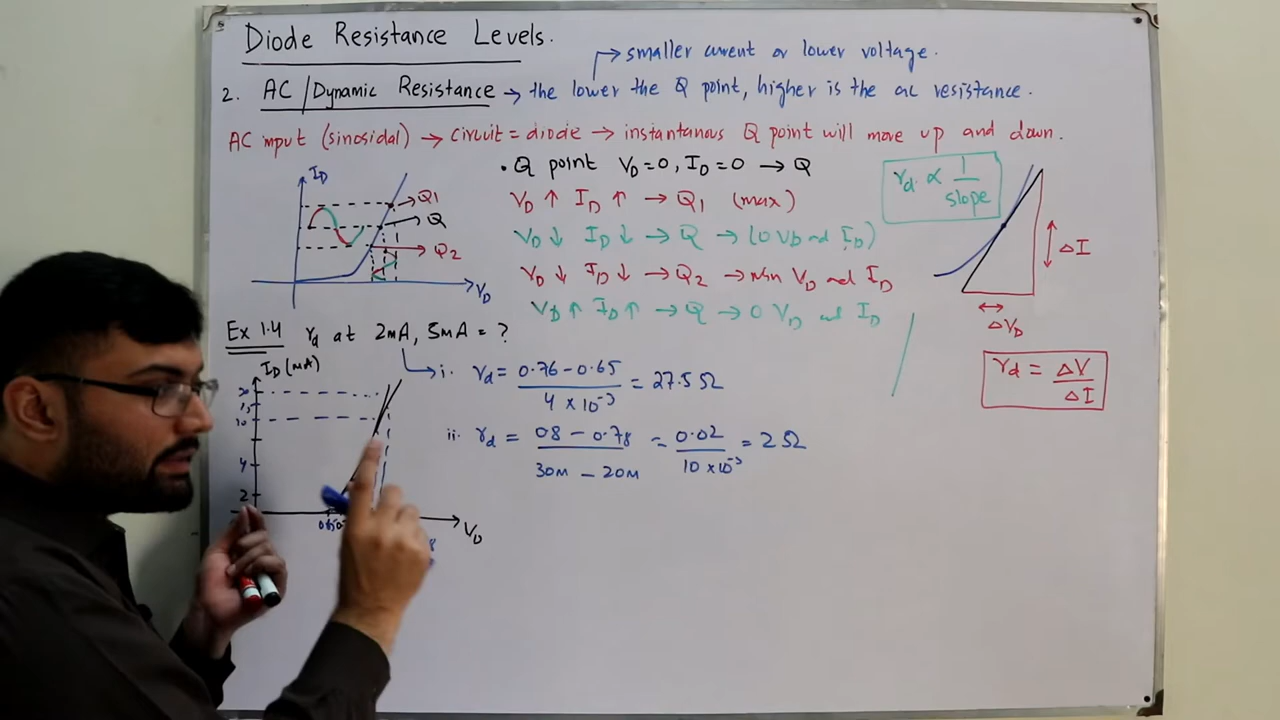 Diode Resistance Levels.
→ smaller current or lower voltage.
2. AC/Dynamic Resistance → the lower the Q point, higher is the ac resistance.
AC input (sinosidal) → circuit = diode → instantanous Q point will move up and down.
• Q point V_D=0, I_D=0 → Q
V_D ↑ I_D ↑ → Q1 (max)
V_D ↓ I_D ↓ → Q → (0 V_D and I_D)
V_D ↓ I_D ↓ → Q2 → min V_D and I_D
V_D ↑ I_D ↑ → Q → 0 V_D and I_D
I_D
Q1
Q
Q2
V_D
r_d ∝ 1/slope
ΔI
ΔV_D
r_d = ΔV/ΔI
Ex 1.4 r_d at 2mA, 5mA = ?
i. r_d = (0.76 − 0.65)/(4 × 10⁻³) = 27.5 Ω
ii. r_d = (0.8 − 0.78)/(30m − 20m) = 0.02/(10 × 10⁻³) = 2 Ω
I_D (mA)
10
4
2
V_D